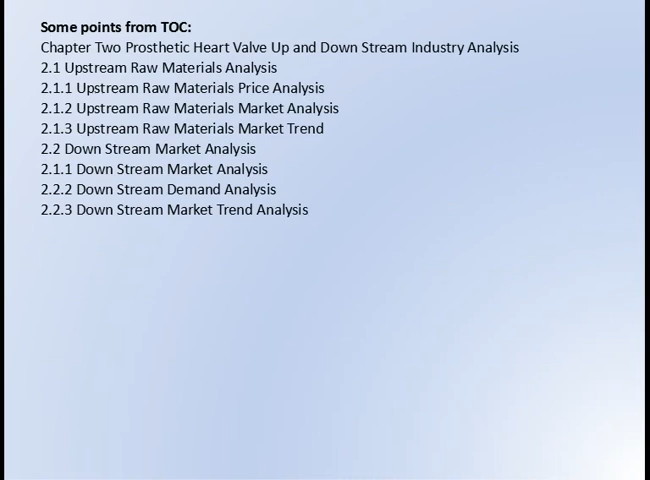 Some points from TOC:
Chapter Two Prosthetic Heart Valve Up and Down Stream Industry Analysis
2.1 Upstream Raw Materials Analysis
2.1.1 Upstream Raw Materials Price Analysis
2.1.2 Upstream Raw Materials Market Analysis
2.1.3 Upstream Raw Materials Market Trend
2.2 Down Stream Market Analysis
2.1.1 Down Stream Market Analysis
2.2.2 Down Stream Demand Analysis
2.2.3 Down Stream Market Trend Analysis